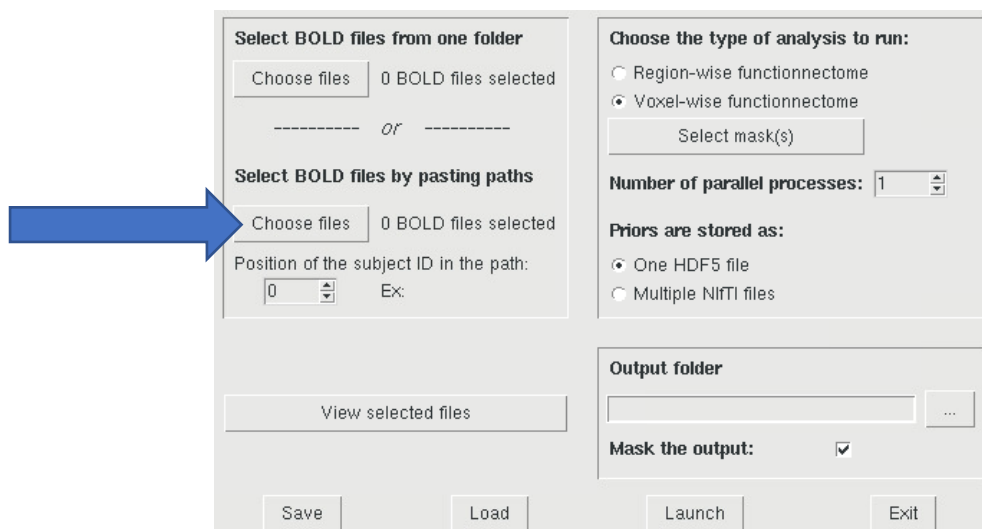 Select BOLD files from one folder
Choose files 0 BOLD files selected
---------- or ----------
Select BOLD files by pasting paths
Choose files 0 BOLD files selected
Position of the subject ID in the path:
0 Ex:
View selected files
Choose the type of analysis to run:
Region-wise functionnectome
Voxel-wise functionnectome
Select mask(s)
Number of parallel processes: 1
Priors are stored as:
One HDF5 file
Multiple NIfTI files
Output folder
...
Mask the output:
Save Load Launch Exit